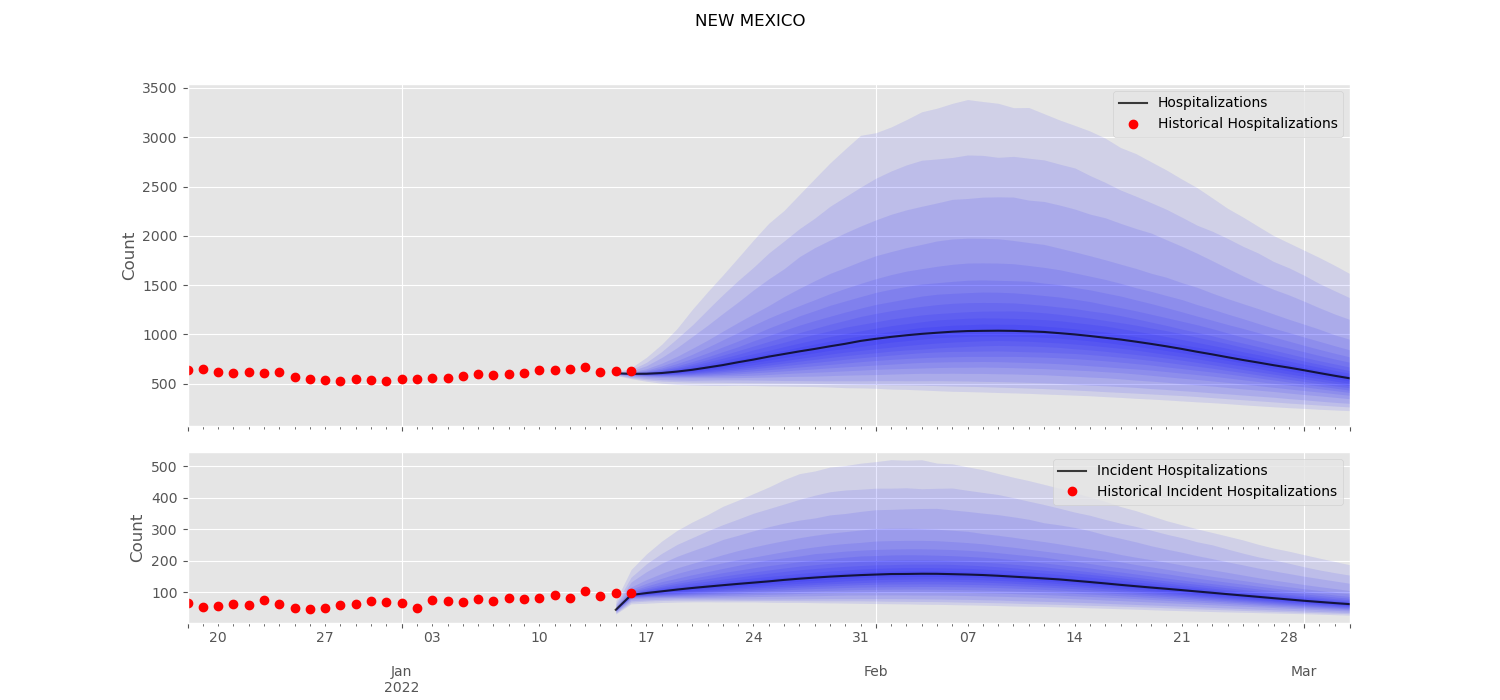 NEW MEXICO
3500
3000
2500
2000
1500
1000
500
Count
Hospitalizations
Historical Hospitalizations
500
400
300
200
100
Count
Incident Hospitalizations
Historical Incident Hospitalizations
20 27 03 10 17 24 31 07 14 21 28
Jan Feb Mar
2022